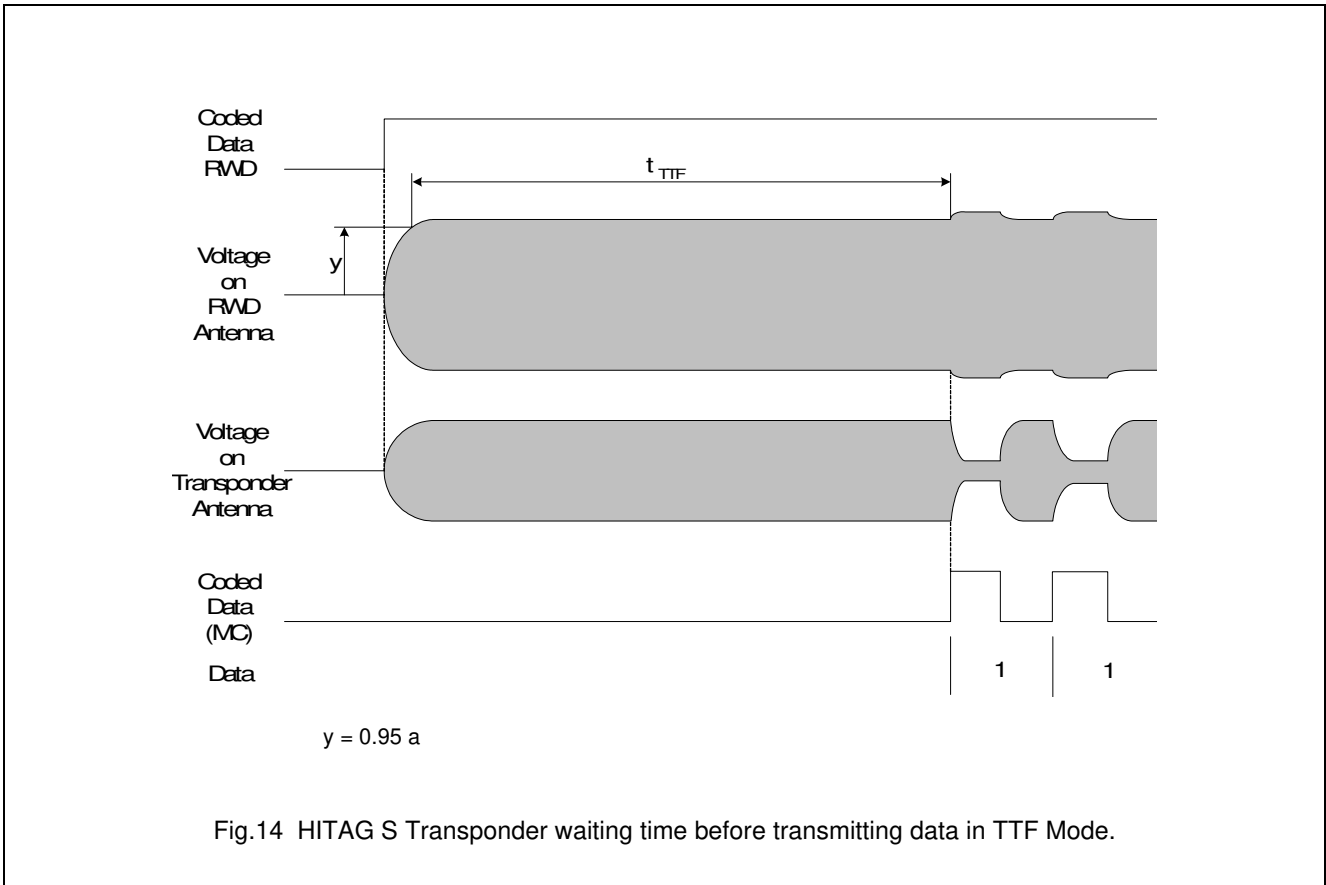 Coded
Data
RWD
t TTF
y
Voltage
on
RWD
Antenna
Voltage
on
Transponder
Antenna
Coded
Data
(MC)
Data
1 1
y = 0.95 a
Fig.14 HITAG S Transponder waiting time before transmitting data in TTF Mode.